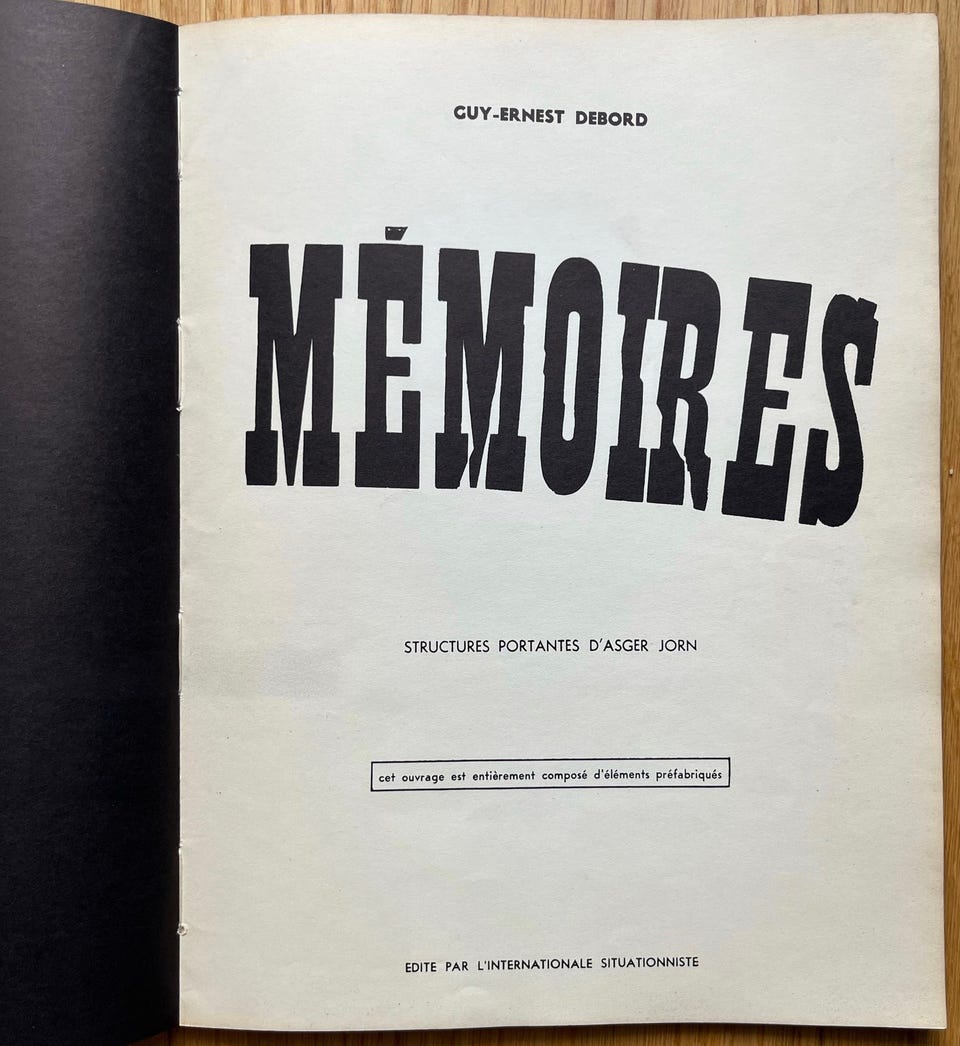 GUY-ERNEST DEBORD
MÉMOIRES
STRUCTURES PORTANTES D'ASGER JORN
cet ouvrage est entièrement composé d'éléments préfabriqués
EDITE PAR L'INTERNATIONALE SITUATIONNISTE